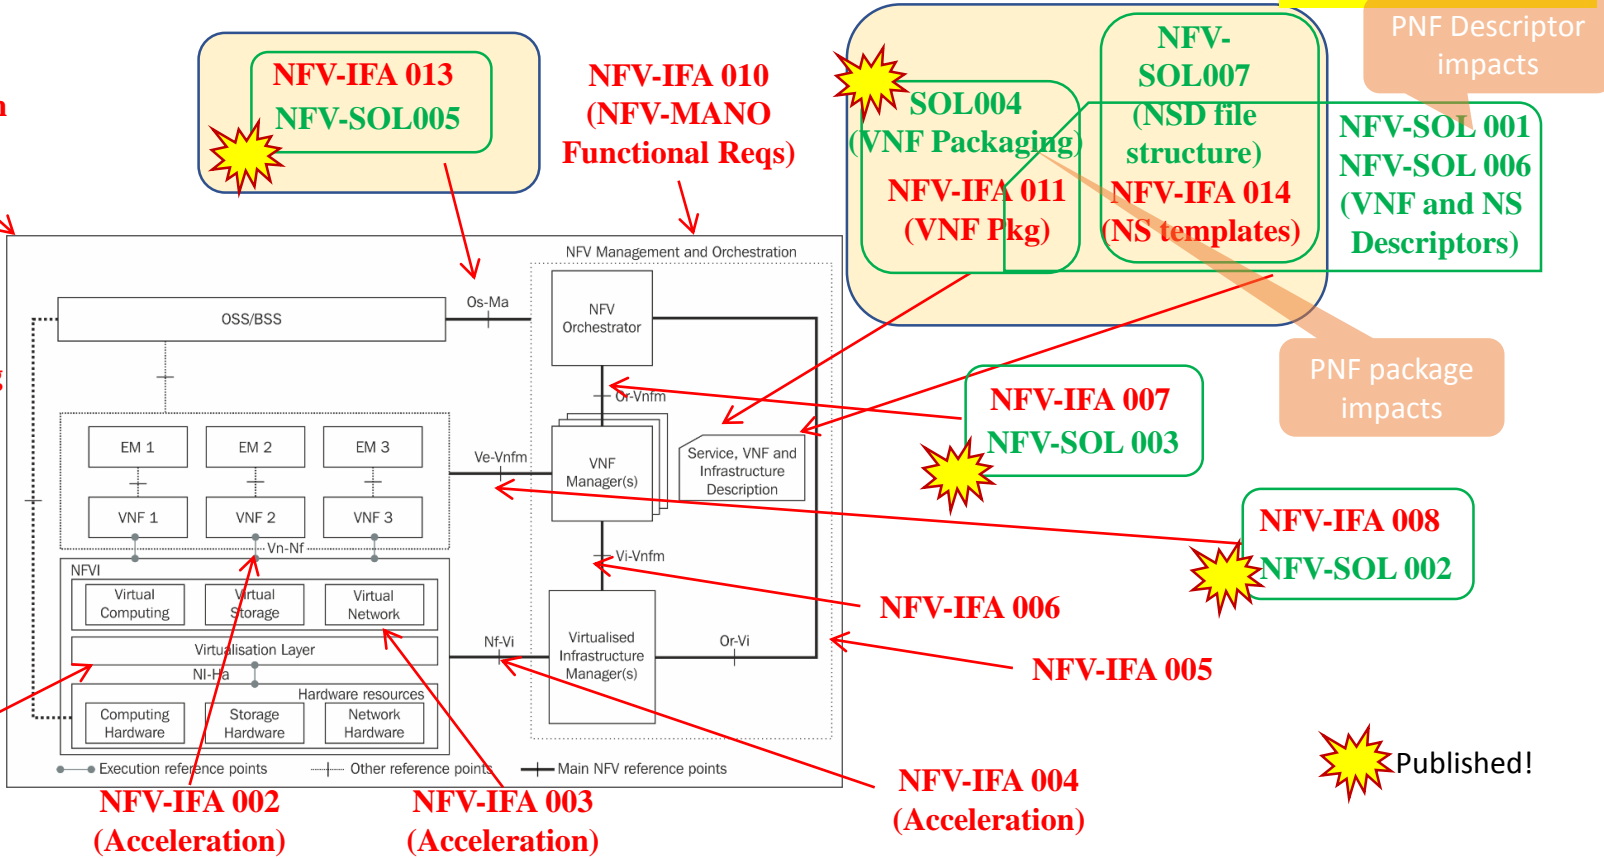 PNF Descriptor
impacts
NFV-IFA 013
NFV-SOL005
NFV-IFA 010
(NFV-MANO
Functional Reqs)
SOL004
(VNF Packaging)
NFV-IFA 011
(VNF Pkg)
NFV-
SOL007
(NSD file
structure)
NFV-IFA 014
(NS templates)
NFV-SOL 001
NFV-SOL 006
(VNF and NS
Descriptors)
NFV Management and Orchestration
OSS/BSS
Os-Ma
NFV
Orchestrator
PNF package
impacts
Or-Vnfm
NFV-IFA 007
NFV-SOL 003
EM 1
EM 2
EM 3
Ve-Vnfm
VNF
Manager(s)
Service, VNF and
Infrastructure
Description
VNF 1
VNF 2
VNF 3
Vn-Nf
NFV-IFA 008
NFV-SOL 002
Vi-Vnfm
NFVI
Virtual
Computing
Virtual
Storage
Virtual
Network
NFV-IFA 006
Virtualisation Layer
Nf-Vi
Virtualised
Infrastructure
Manager(s)
Or-Vi
NFV-IFA 005
NI-Ha
Hardware resources
Computing
Hardware
Storage
Hardware
Network
Hardware
Execution reference points
Other reference points
Main NFV reference points
Published!
NFV-IFA 002
(Acceleration)
NFV-IFA 003
(Acceleration)
NFV-IFA 004
(Acceleration)